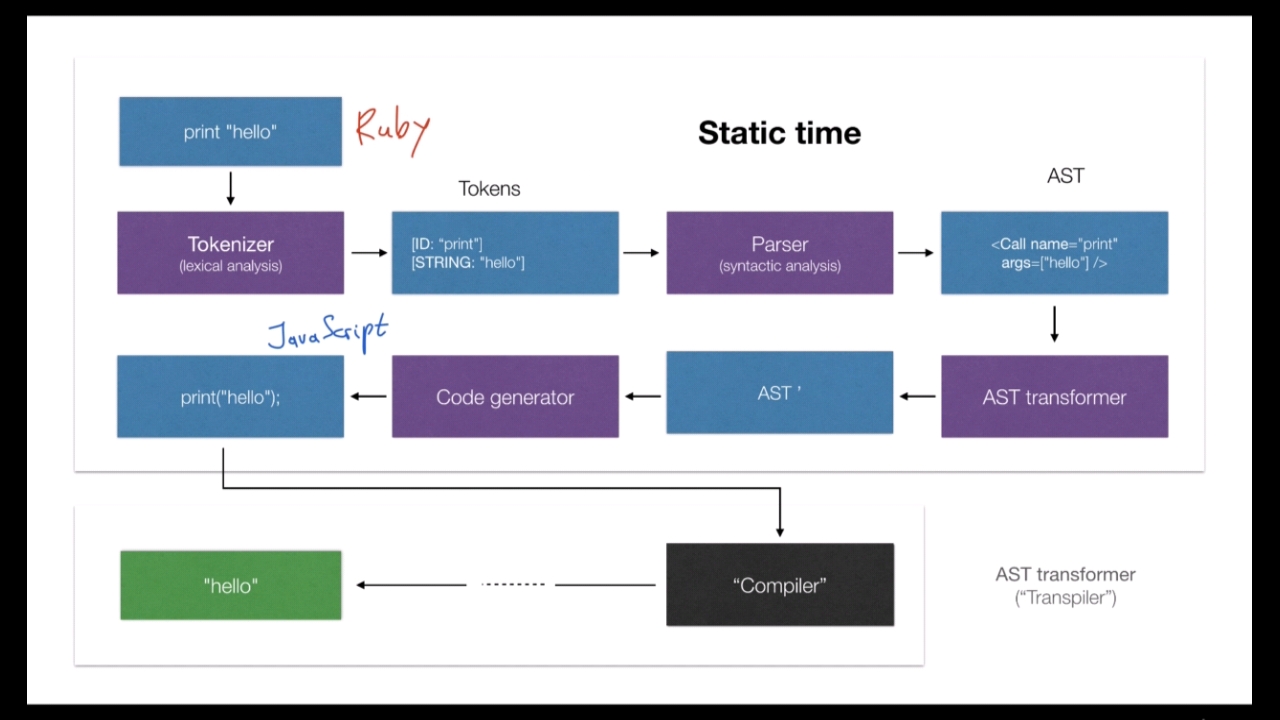 print "hello"
Ruby
Static time
Tokens
AST
Tokenizer
(lexical analysis)
[ID: "print"]
[STRING: "hello"]
Parser
(syntactic analysis)
<Call name="print"
args=["hello"] />
JavaScript
print("hello");
Code generator
AST ’
AST transformer
"hello"
“Compiler”
AST transformer
(“Transpiler”)